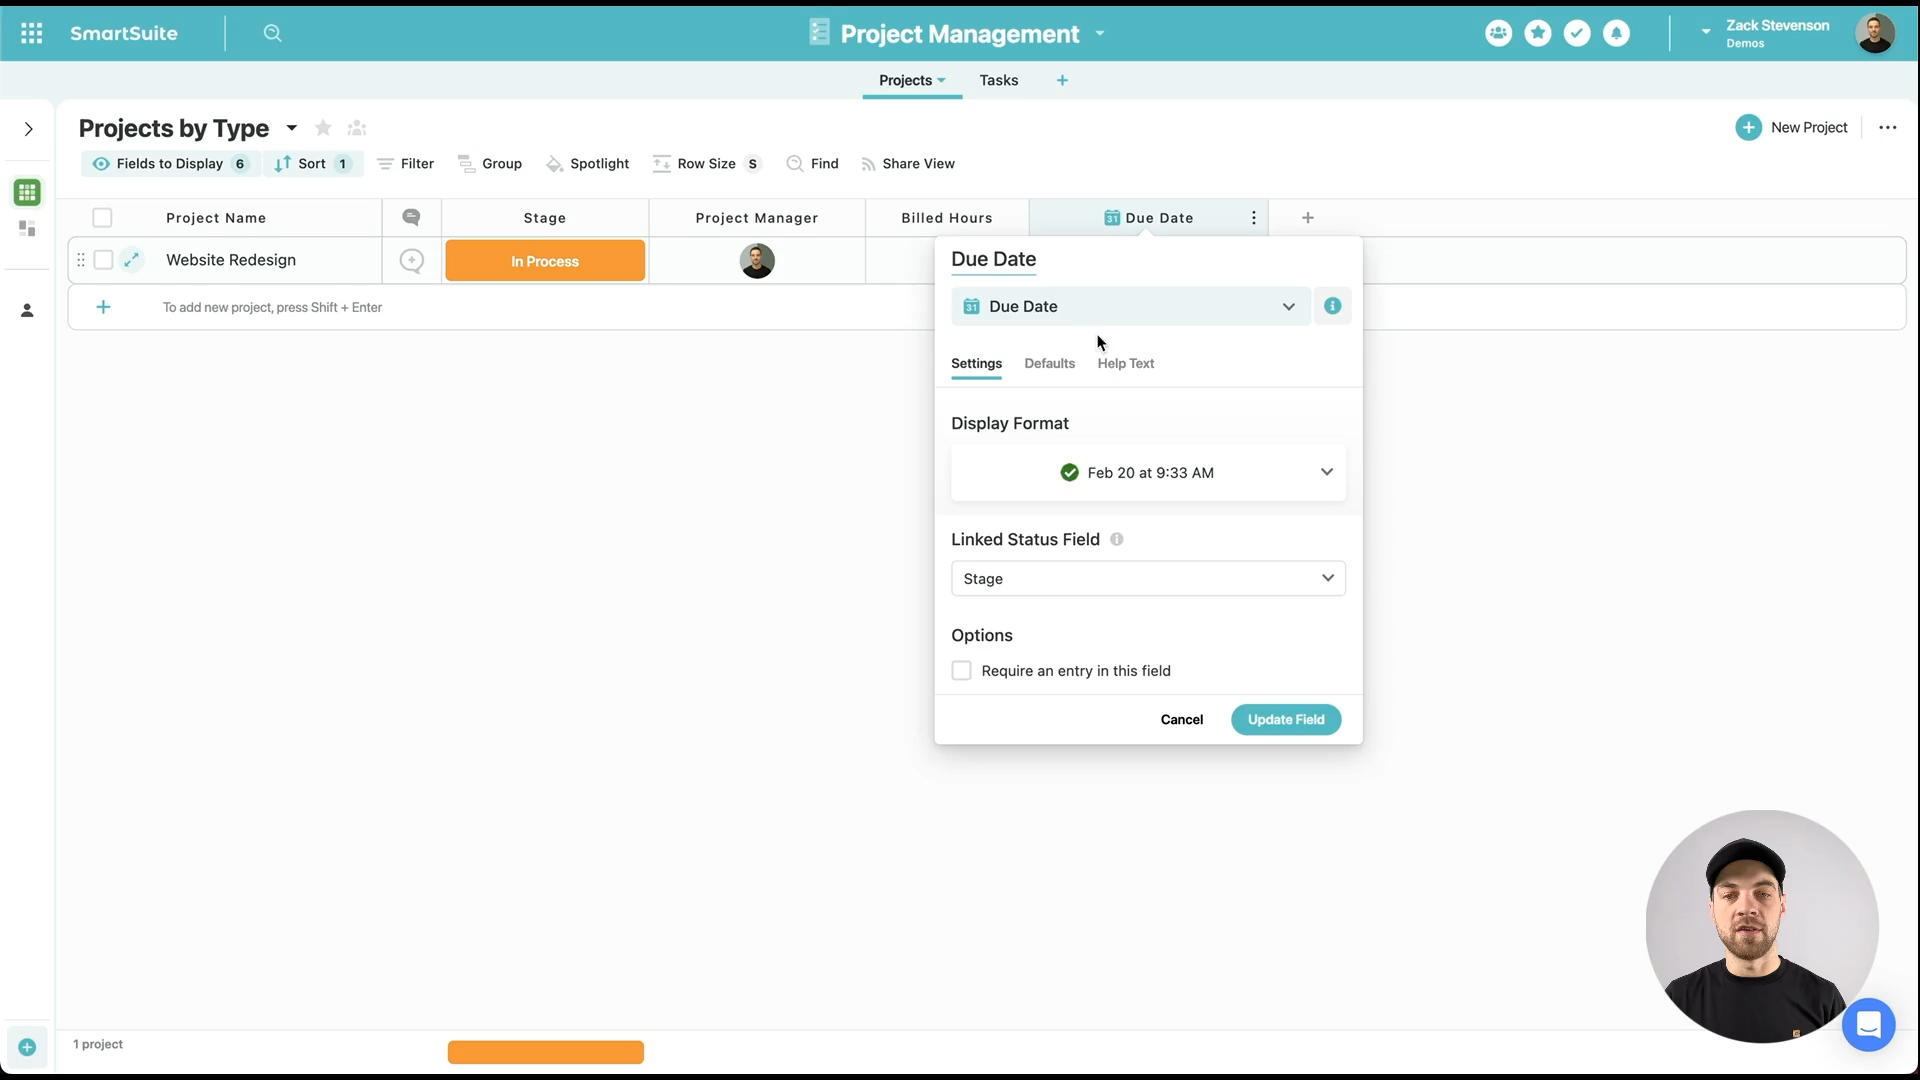 SmartSuite
Project Management
Zack Stevenson
Demos
Projects
Tasks
Projects by Type
New Project
Fields to Display 6
Sort 1
Filter
Group
Spotlight
Row Size S
Find
Share View
Project Name
Stage
Project Manager
Billed Hours
31 Due Date
Website Redesign
In Process
To add new project, press Shift + Enter
Due Date
31 Due Date
Settings
Defaults
Help Text
Display Format
Feb 20 at 9:33 AM
Linked Status Field
Stage
Options
Require an entry in this field
Cancel
Update Field
1 project